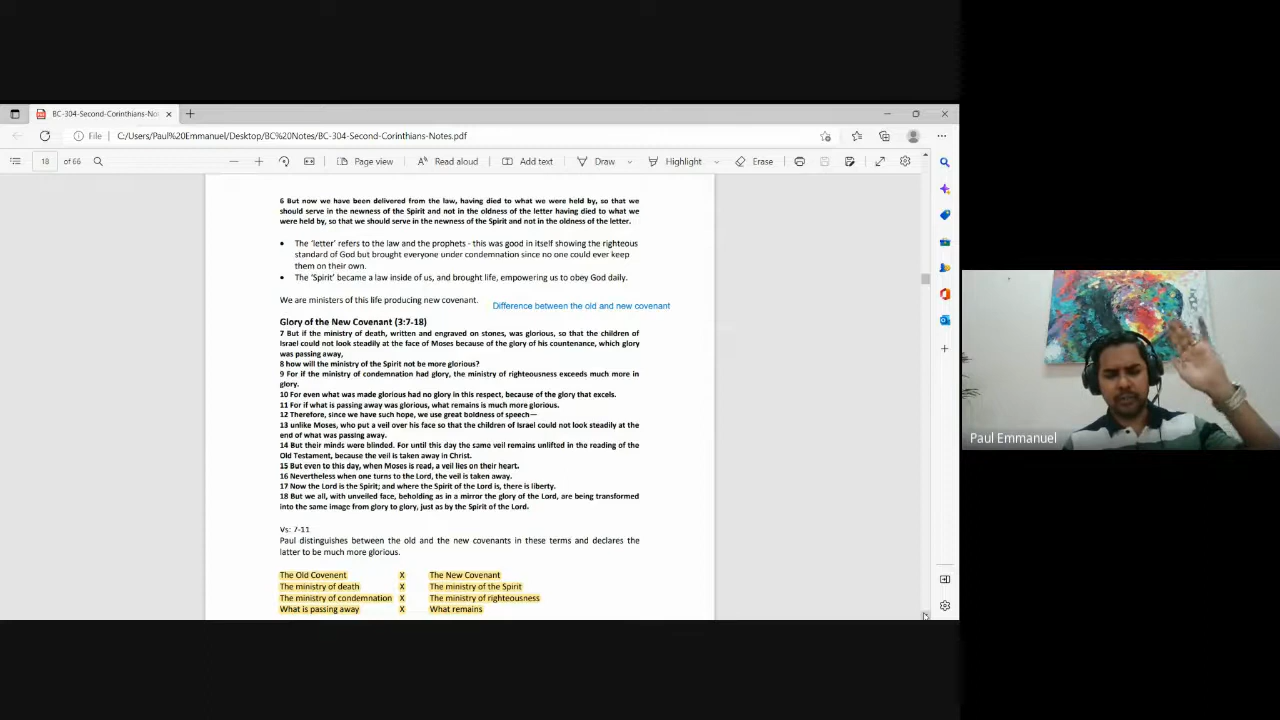 BC-304-Second-Corinthians-No
File
C:/Users/Paul%20Emmanuel/Desktop/BC%20Notes/BC-304-Second-Corinthians-Notes.pdf
18 of 66
Page view
Read aloud
Add text
Draw
Highlight
Erase
6 But now we have been delivered from the law, having died to what we were held by, so that we
should serve in the newness of the Spirit and not in the oldness of the letter having died to what we
were held by, so that we should serve in the newness of the Spirit and not in the oldness of the letter.
• The 'letter' refers to the law and the prophets - this was good in itself showing the righteous
standard of God but brought everyone under condemnation since no one could ever keep
them on their own.
• The 'Spirit' became a law inside of us, and brought life, empowering us to obey God daily.
We are ministers of this life producing new covenant.
Difference between the old and new covenant
Glory of the New Covenant (3:7-18)
7 But if the ministry of death, written and engraved on stones, was glorious, so that the children of
Israel could not look steadily at the face of Moses because of the glory of his countenance, which glory
was passing away,
8 how will the ministry of the Spirit not be more glorious?
9 For if the ministry of condemnation had glory, the ministry of righteousness exceeds much more in
glory.
10 For even what was made glorious had no glory in this respect, because of the glory that excels.
11 For if what is passing away was glorious, what remains is much more glorious.
12 Therefore, since we have such hope, we use great boldness of speech—
13 unlike Moses, who put a veil over his face so that the children of Israel could not look steadily at the
end of what was passing away.
14 But their minds were blinded. For until this day the same veil remains unlifted in the reading of the
Old Testament, because the veil is taken away in Christ.
15 But even to this day, when Moses is read, a veil lies on their heart.
16 Nevertheless when one turns to the Lord, the veil is taken away.
17 Now the Lord is the Spirit; and where the Spirit of the Lord is, there is liberty.
18 But we all, with unveiled face, beholding as in a mirror the glory of the Lord, are being transformed
into the same image from glory to glory, just as by the Spirit of the Lord.
Vs: 7-11
Paul distinguishes between the old and the new covenants in these terms and declares the
latter to be much more glorious.
The Old Covenent X The New Covenant
The ministry of death X The ministry of the Spirit
The ministry of condemnation X The ministry of righteousness
What is passing away X What remains
Paul Emmanuel